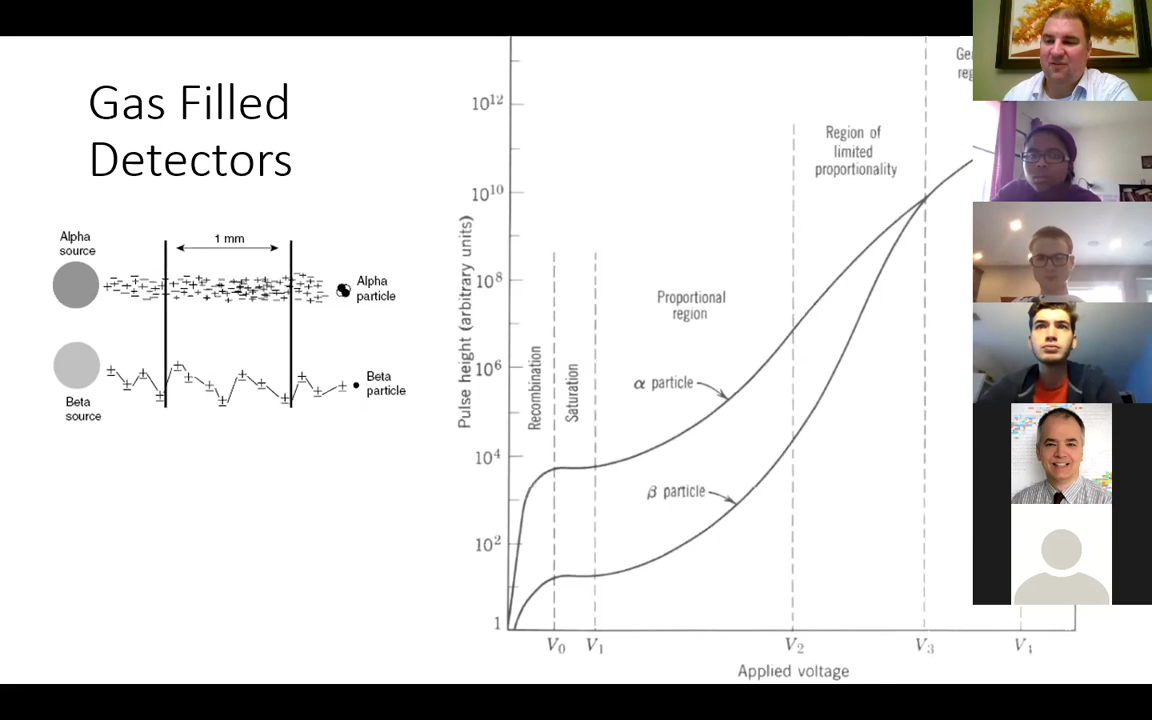 Gas Filled
Detectors
Alpha
source
1 mm
Alpha
particle
Beta
source
Beta
particle
Pulse height (arbitrary units)
10¹²
10¹⁰
10⁸
10⁶
10⁴
10²
1
Recombination
Saturation
Proportional
region
α particle
β particle
Region of
limited
proportionality
V₀
V₁
V₂
V₃
Applied voltage